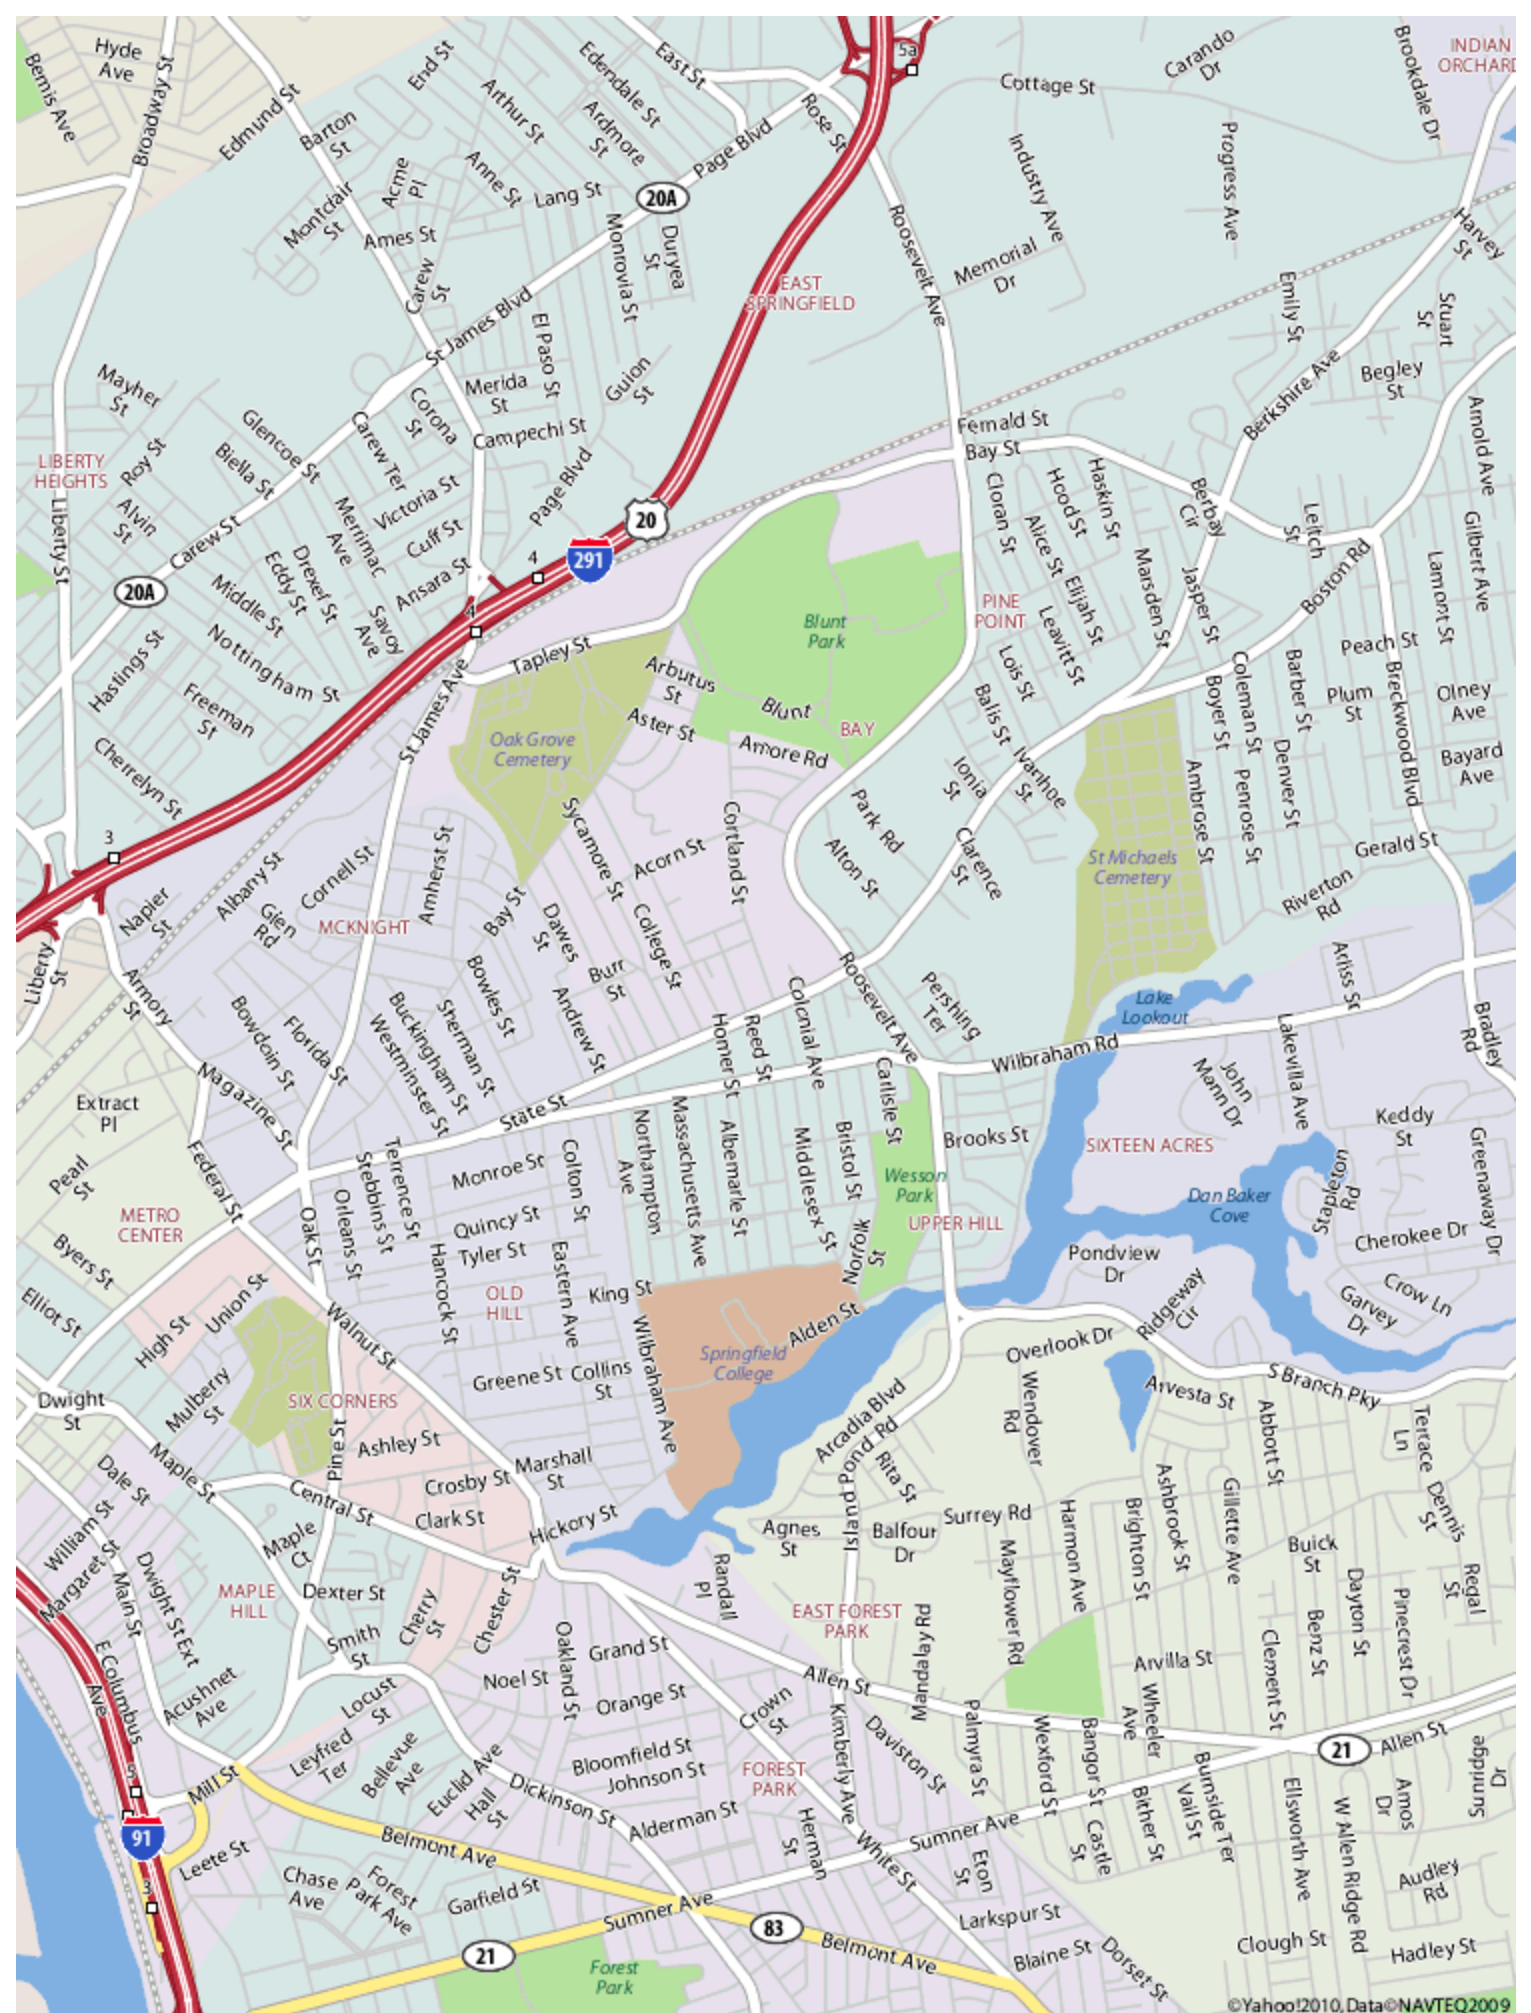 Hyde
Ave
Bemis Ave
Broadway St
Edmund St
Barton
St
End St
Arthur St
Edendale St
Ardmore
St
East St
Page Blvd
Rose St
5a
Cottage St
Carando
Dr
Brookdale Dr
INDIAN
ORCHARD
Montclair
St
Acme
Pl
Anne St
Lang St
20A
Ames St
Carew
St
Monrovia St
Duryea
St
Roosevelt Ave
Industry Ave
Progress Ave
Memorial
Dr
Harvey
St
EAST
SPRINGFIELD
St James Blvd
El Paso St
Emily St
Stuart
St
Mayher
St
Merida
St
Guion
St
Corona
St
Campechi St
Berkshire Ave
Begley
St
Glencoe St
Carew Ter
Fernald St
Bay St
Arnold Ave
LIBERTY
HEIGHTS
Roy St
Biella St
Victoria St
Page Blvd
Alvin
St
Merrimac
Ave
Cuff St
20
Cloran St
Hood St
Haskin St
Berbay
Cir
Leitch
St
Liberty St
Carew St
Ansara St
4
291
Alice St
Gilbert Ave
20A
Eddy St
Drexel St
Middle St
Savoy
Ave
4
Elijah St
Marsden St
Jasper St
Boston Rd
Lamont St
Blunt
Park
PINE
POINT
Leavitt St
Peach St
Hastings St
Nottingham St
Tapley St
Arbutus
St
Lois St
Coleman St
Barber St
Breckwood Blvd
Freeman
St
St James Ave
Aster St
Blunt
Balis St
Boyer St
Plum
St
Olney
Ave
Oak Grove
Cemetery
Amore Rd
BAY
Ivanhoe
St
Ionia
St
Denver St
Bayard
Ave
Cherrelyn St
Ambrose St
Penrose St
3
Sycamore St
Cortland St
Park Rd
Acorn St
Alton St
Clarence
St
St Michaels
Cemetery
Gerald St
Riverton
Rd
Albany St
Cornell St
Amherst St
Napier
St
Glen
Rd
MCKNIGHT
Bay St
Dawes
St
College St
Burr
St
Liberty
St
Armory
St
Bowles St
Andrew St
Colonial Ave
Roosevelt Ave
Pershing
Ter
Lake
Lookout
Arliss St
Bowdoin St
Florida St
Buckingham St
Sherman St
Westminster St
Homer St
Reed St
Wilbraham Rd
Lakevilla Ave
Bradley
Rd
Magazine St
Carlisle St
John
Mann Dr
Extract
Pl
State St
Northampton
Ave
Massachusetts Ave
Albemarle St
Middlesex St
Bristol St
Brooks St
SIXTEEN ACRES
Keddy
St
Greenaway Dr
Pearl
St
Federal St
Terrence St
Stebbins St
Monroe St
Colton St
Wesson
Park
Dan Baker
Cove
Stapleton
Rd
METRO
CENTER
Oak St
Orleans St
Quincy St
Norfolk
St
UPPER HILL
Cherokee Dr
Byers St
Hancock St
Tyler St
Eastern Ave
Pondview
Dr
Crow Ln
Elliot St
Union St
OLD
HILL
King St
Alden St
Ridgeway
Cir
Garvey
Dr
High St
Walnut St
Wilbraham Ave
Springfield
College
Overlook Dr
Greene St
Collins
St
S Branch Pky
Dwight
St
Mulberry
St
SIX CORNERS
Arcadia Blvd
Wendover
Rd
Arvesta St
Abbott St
Terrace
Ln
Pine St
Ashley St
Island Pond Rd
Maple St
Marshall
St
Rita St
Dale St
Crosby St
Ashbrook St
Gillette Ave
Dennis
St
Central St
Clark St
Hickory St
Surrey Rd
William St
Maple
Ct
Agnes
St
Balfour
Dr
Harmon Ave
Brighton St
Buick
St
Margaret St
Dwight St Ext
Main St
MAPLE
HILL
Dexter St
Cherry
St
Chester St
Randall
Pl
EAST FOREST
PARK
Mayflower Rd
Dayton St
Regal
St
Mandalay Rd
Smith
St
Oakland St
Grand St
Clement St
Benz St
Pinecrest Dr
E Columbus
Ave
Acushnet
Ave
Locust
St
Noel St
Orange St
Allen St
Arvilla St
Crown
St
Kimberly Ave
Daviston St
Palmyra St
Wexford St
Bangor St
Wheeler
Ave
Leyfred
Ter
Bellevue
Ave
Euclid Ave
Bloomfield St
Johnson St
FOREST
PARK
21
Allen St
Sunridge
Dr
5
Mill St
Hall
St
Dickinson St
Burnside Ter
Vail St
Bither St
Ellsworth Ave
W Allen Ridge Rd
Amos
Dr
91
Alderman St
Herman
St
White St
Sumner Ave
Castle
St
Belmont Ave
Leete St
Chase
Ave
Forest
Park Ave
Garfield St
Eton
St
Audley
Rd
3
Sumner Ave
83
Larkspur St
21
Belmont Ave
Blaine St
Dorset St
Clough St
Hadley St
Forest
Park
©Yahoo!2010, Data©NAVTEQ2009